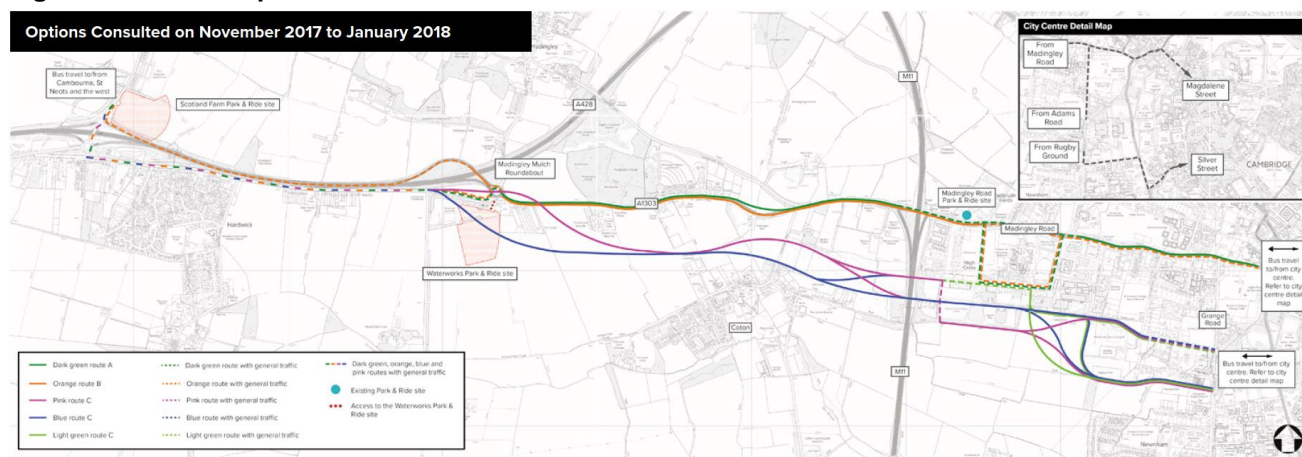 Options Consulted on November 2017 to January 2018
City Centre Detail Map
From
Madingley
Road
Magdalene
Street
From Adams
Road
From Rugby
Ground
Silver
Street
CAMBRIDGE
Newnham
Bus travel
to/from
Cambourne, St
Neots and the west
Scotland Farm Park & Ride site
Madingley
A428
M11
Madingley Mulch
Roundabout
Madingley Road
Park & Ride site
A1303
Madingley Road
Hardwick
High
Cross
Waterworks Park & Ride site
Bus travel
to/from city
centre.
Refer to city
centre detail
map
Grange
Road
Coton
Bus travel to/from city
centre. Refer to city
centre detail map
M11
Newnham
Dark green route A
Orange route B
Pink route C
Blue route C
Light green route C
Dark green route with general traffic
Orange route with general traffic
Pink route with general traffic
Blue route with general traffic
Light green route with general traffic
Dark green, orange, blue and
pink routes with general traffic
Existing Park & Ride site
Access to the Waterworks Park &
Ride site